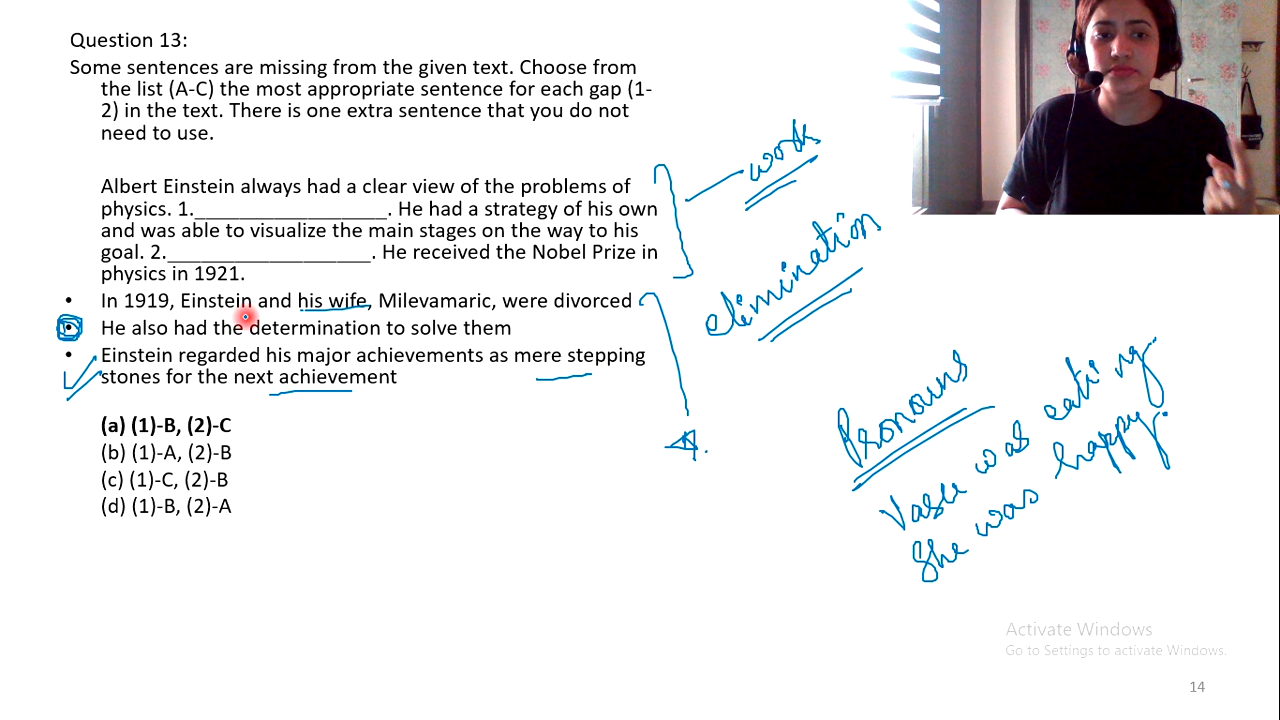 Question 13:
Some sentences are missing from the given text. Choose from
the list (A-C) the most appropriate sentence for each gap (1-
2) in the text. There is one extra sentence that you do not
need to use.
Albert Einstein always had a clear view of the problems of
physics. 1.__________________. He had a strategy of his own
and was able to visualize the main stages on the way to his
goal. 2.___________________. He received the Nobel Prize in
physics in 1921.
• In 1919, Einstein and his wife, Milevamaric, were divorced
• He also had the determination to solve them
• Einstein regarded his major achievements as mere stepping
stones for the next achievement
(a) (1)-B, (2)-C
(b) (1)-A, (2)-B
(c) (1)-C, (2)-B
(d) (1)-B, (2)-A
work
elimination
Pronouns
was eating.
She was happy.
Activate Windows
Go to Settings to activate Windows.
14